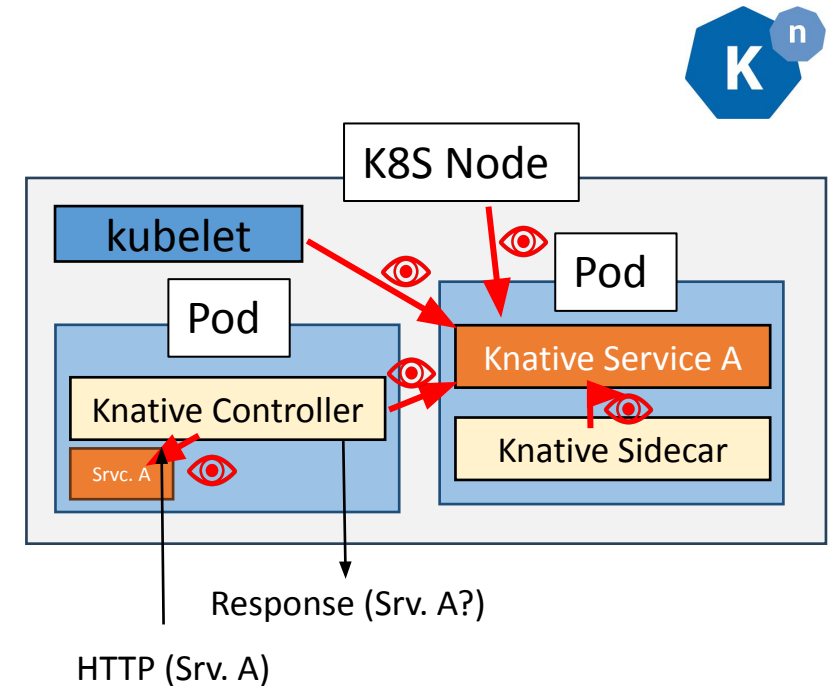 K
n
K8S Node
kubelet
Pod
Pod
Knative Service A
Knative Controller
Knative Sidecar
Srvc. A
Response (Srv. A?)
HTTP (Srv. A)